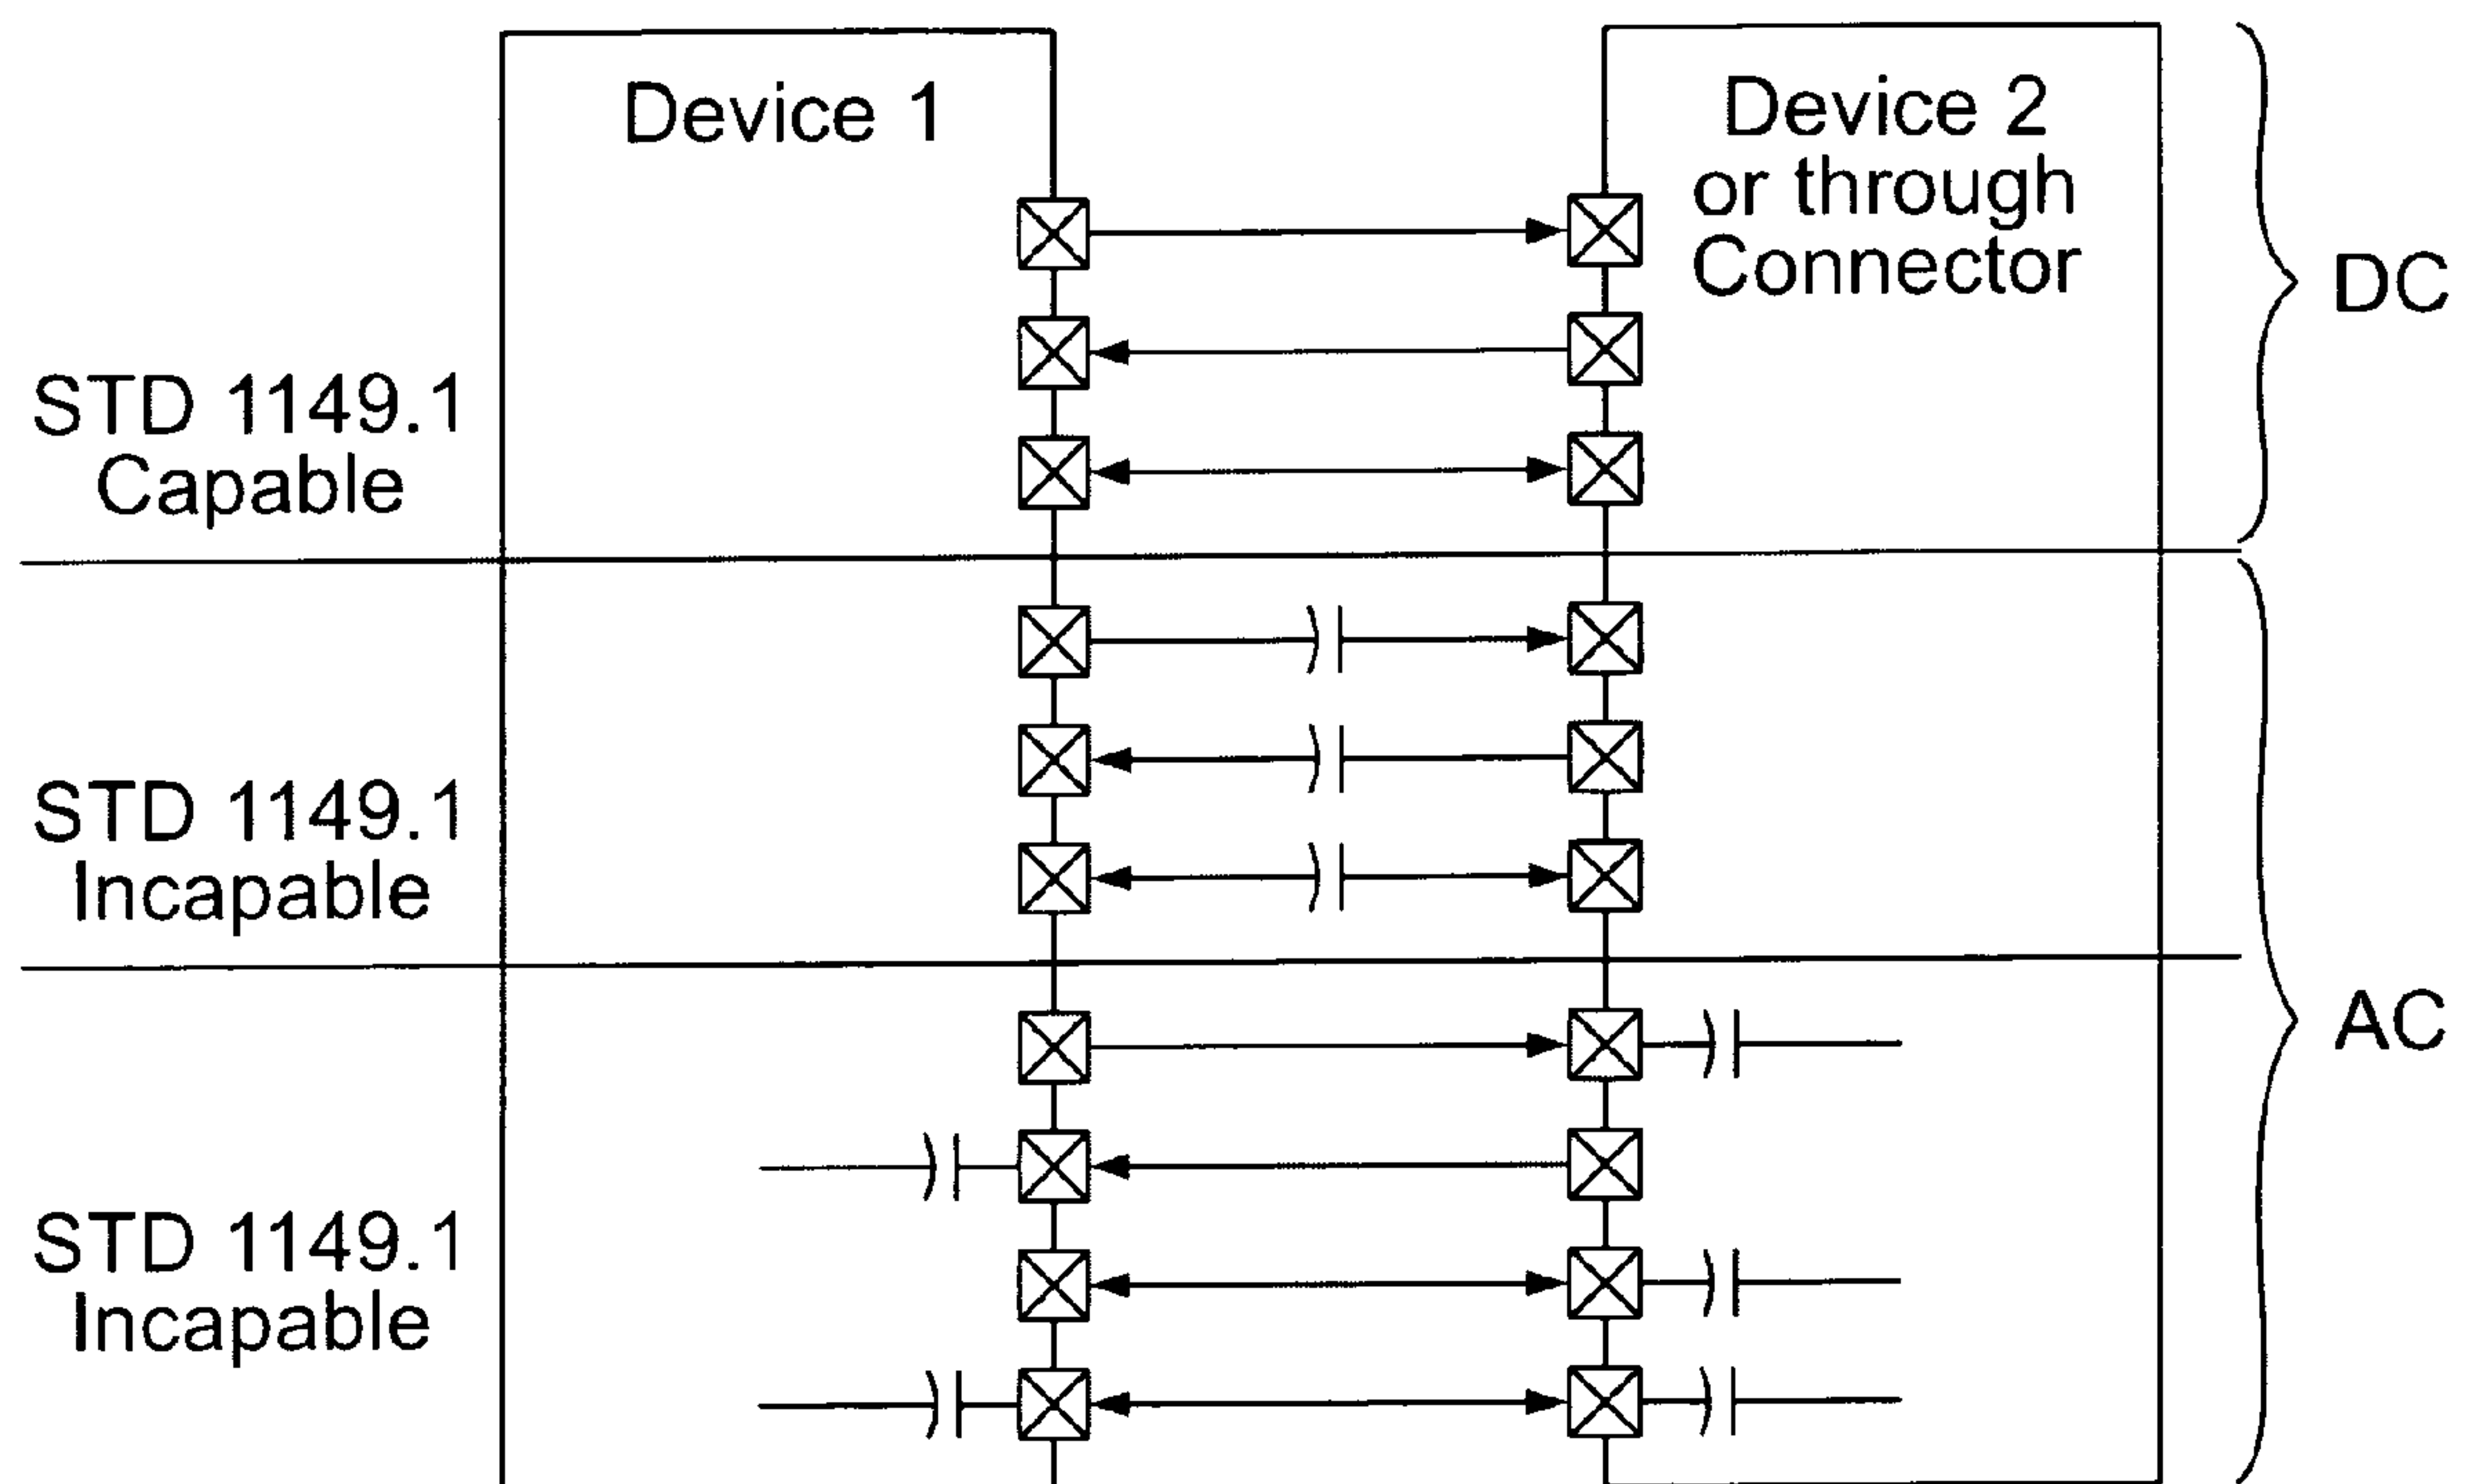 Device 1
Device 2
or through
Connector
DC
STD 1149.1
Capable
STD 1149.1
Incapable
AC
STD 1149.1
Incapable